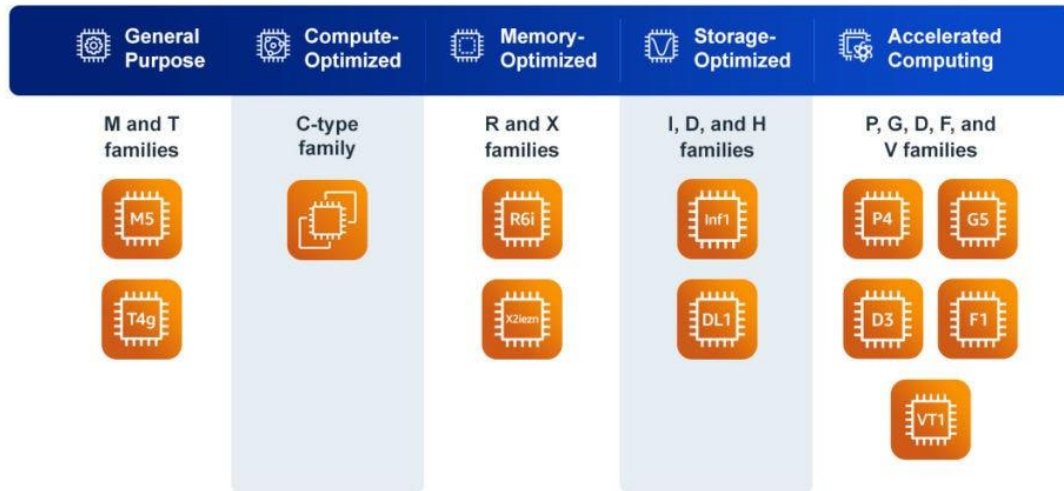 General
Purpose
Compute-
Optimized
Memory-
Optimized
Storage-
Optimized
Accelerated
Computing
M and T
families
C-type
family
R and X
families
I, D, and H
families
P, G, D, F, and
V families
M5
T4g
R6i
X2iezn
Inf1
DL1
P4
G5
D3
F1
VT1